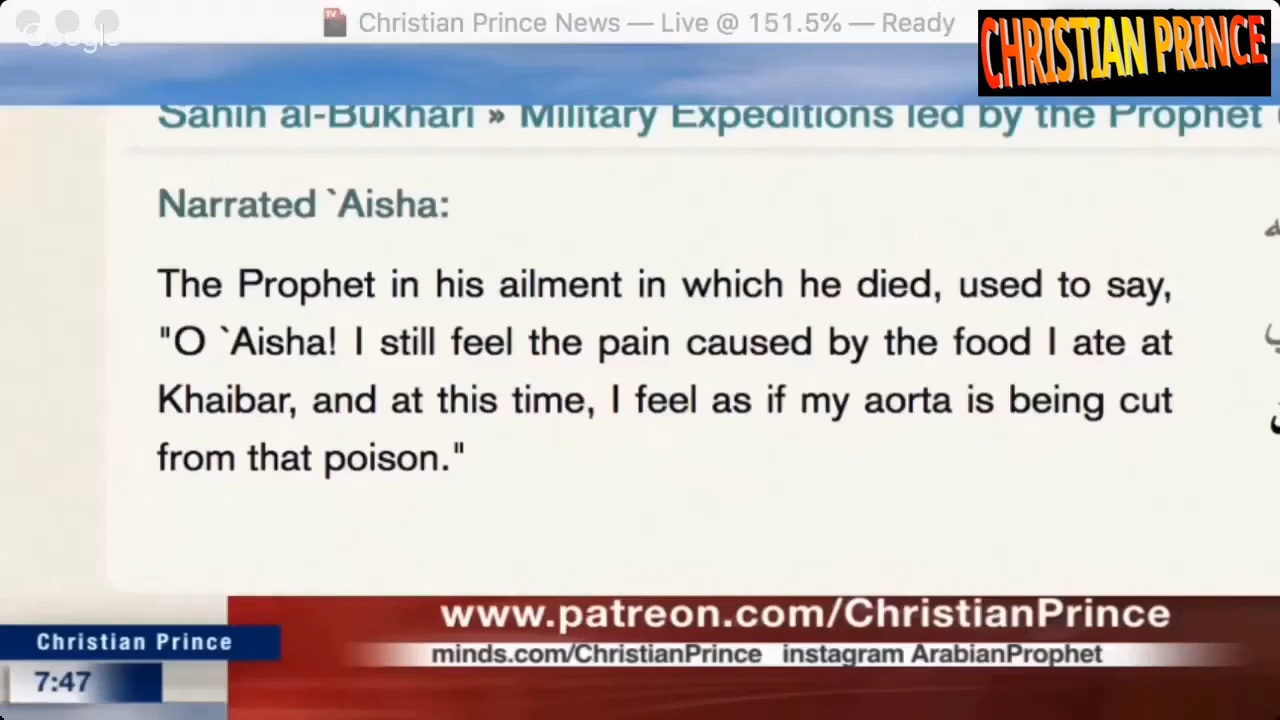 Google
Christian Prince News — Live @ 151.5% — Ready
CHRISTIAN PRINCE
Sahih al-Bukhari » Military Expeditions led by the Prophet
Narrated `Aisha:
The Prophet in his ailment in which he died, used to say,
"O `Aisha! I still feel the pain caused by the food I ate at
Khaibar, and at this time, I feel as if my aorta is being cut
from that poison."
www.patreon.com/ChristianPrince
Christian Prince
minds.com/ChristianPrince instagram ArabianProphet
7:47